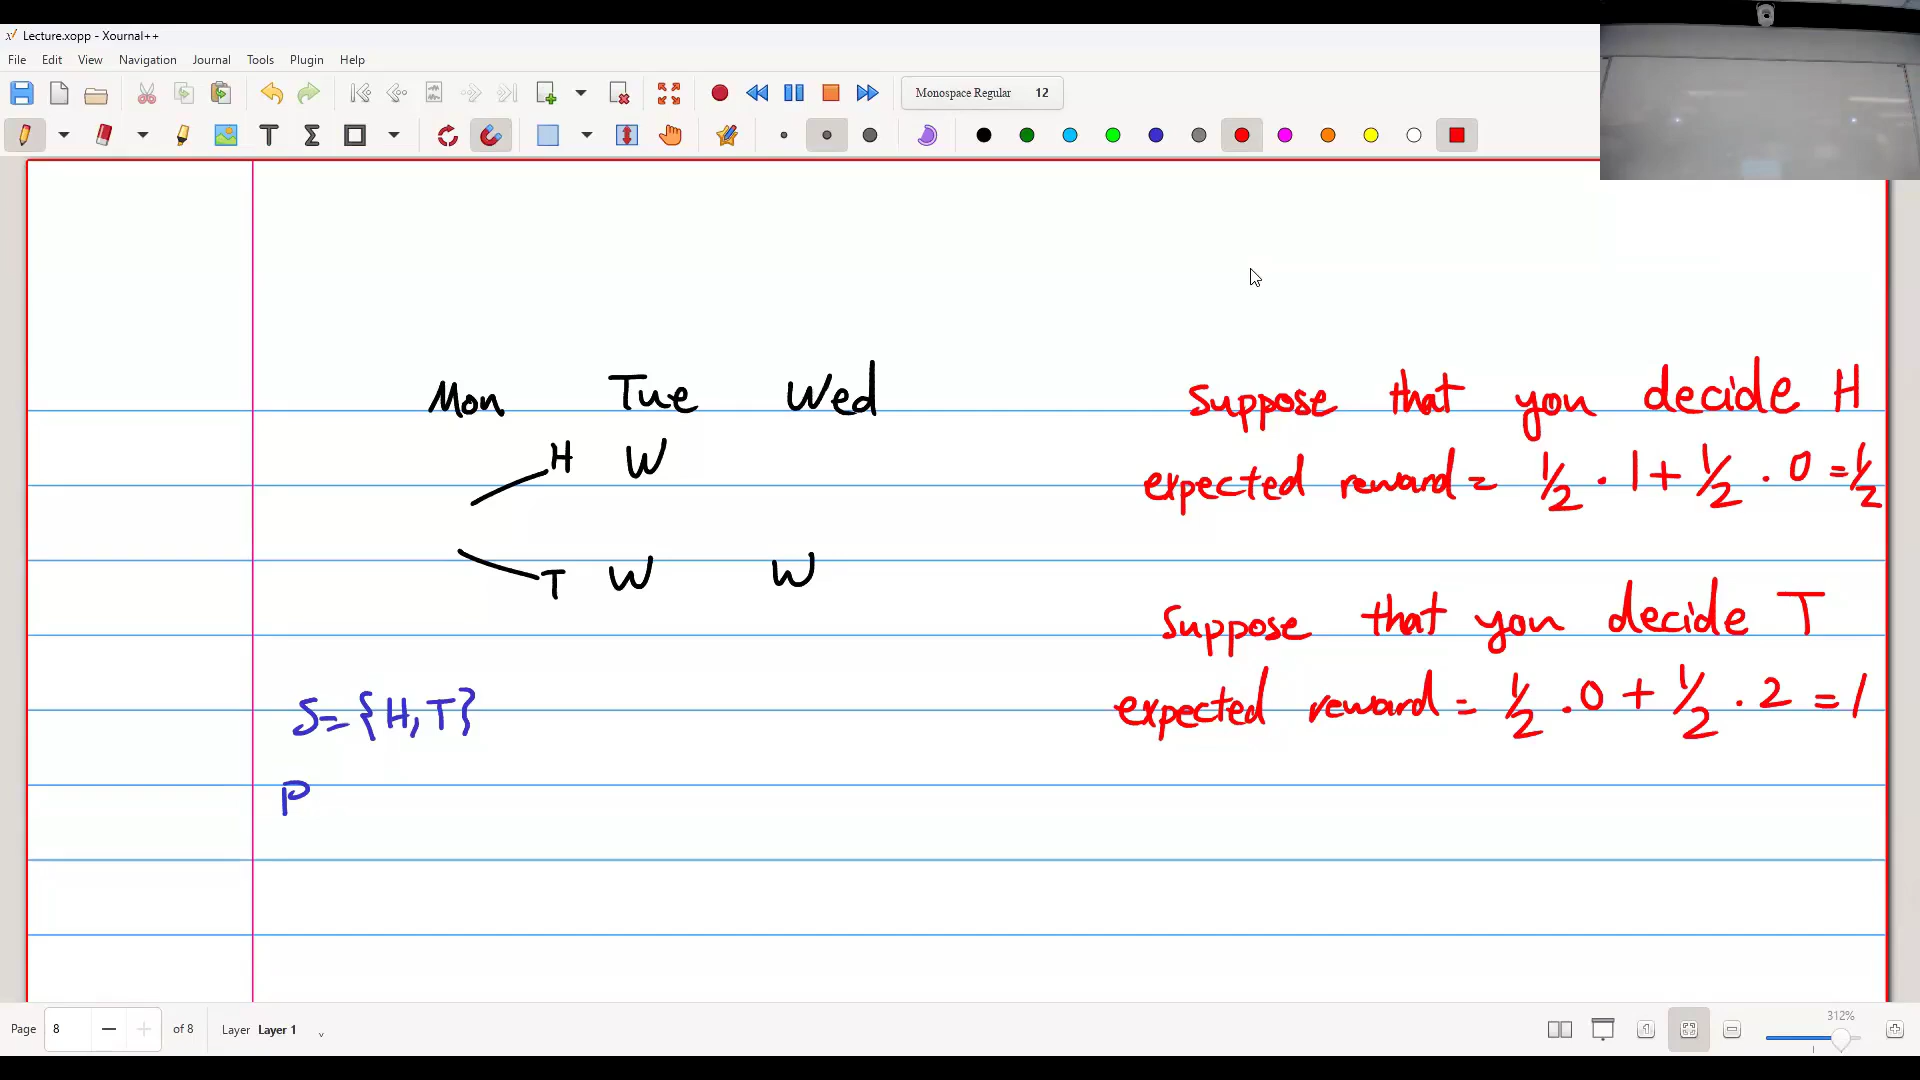 Lecture.xopp - Xournal++
File Edit View Navigation Journal Tools Plugin Help
Monospace Regular 12
Mon Tue Wed
H W
T W W
S={H,T}
P
suppose that you decide H
expected reward = 1/2 · 1 + 1/2 · 0 = 1/2
suppose that you decide T
expected reward = 1/2 · 0 + 1/2 · 2 = 1
Page 8 of 8 Layer Layer 1
312%